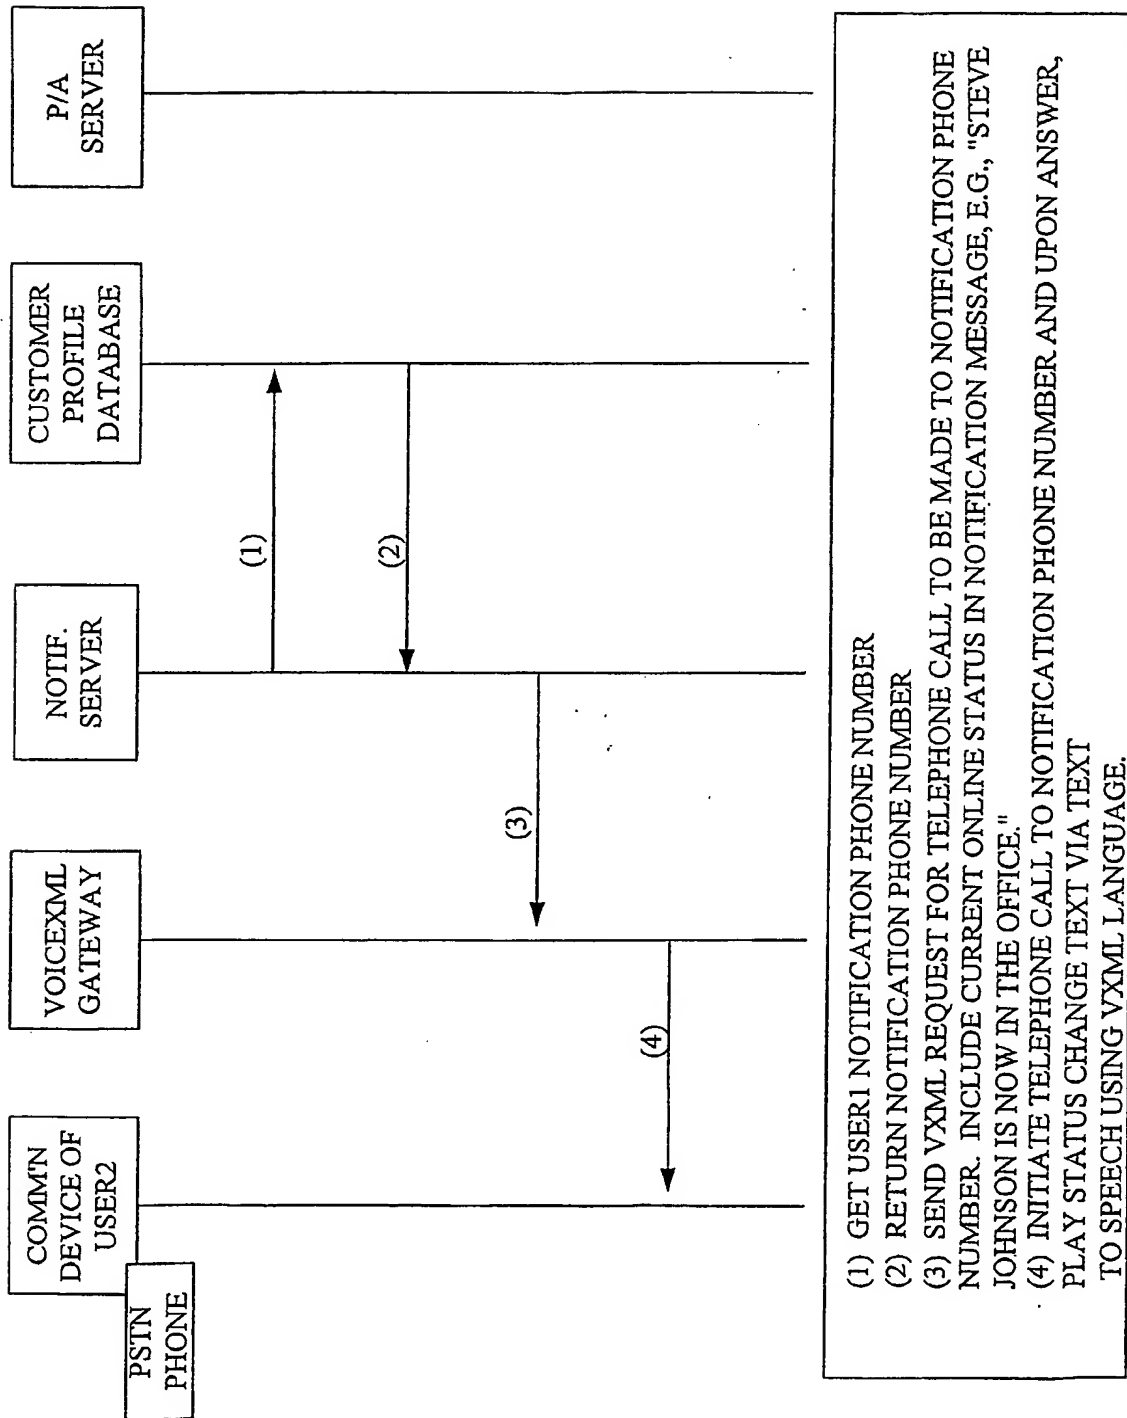 PSTN
PHONE
COMM'N
DEVICE OF
USER2
VOICEXML
GATEWAY
NOTIF.
SERVER
CUSTOMER
PROFILE
DATABASE
P/A
SERVER
(1)
(2)
(3)
(4)
(1) GET USER1 NOTIFICATION PHONE NUMBER
(2) RETURN NOTIFICATION PHONE NUMBER
(3) SEND VXML REQUEST FOR TELEPHONE CALL TO BE MADE TO NOTIFICATION PHONE
NUMBER. INCLUDE CURRENT ONLINE STATUS IN NOTIFICATION MESSAGE, E.G., "STEVE
JOHNSON IS NOW IN THE OFFICE."
(4) INITIATE TELEPHONE CALL TO NOTIFICATION PHONE NUMBER AND UPON ANSWER,
PLAY STATUS CHANGE TEXT VIA TEXT
TO SPEECH USING VXML LANGUAGE.